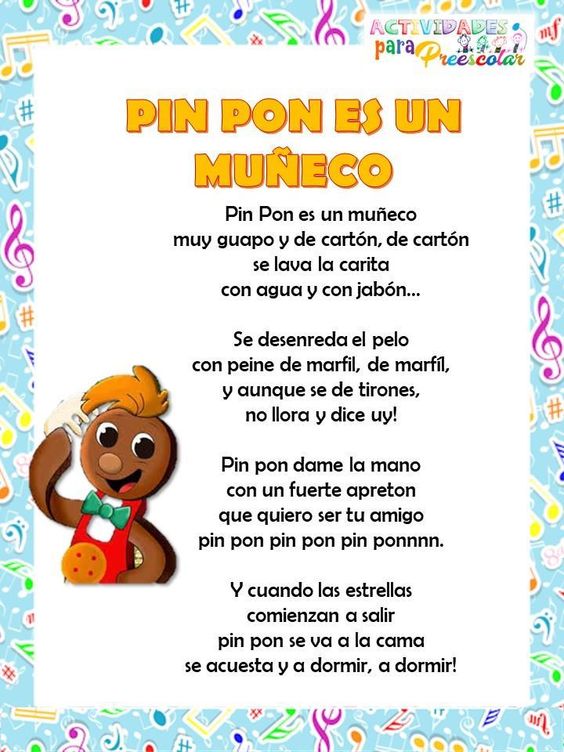 ACTIVIDADES
para Preescolar
PIN PON ES UN
MUÑECO
Pin Pon es un muñeco
muy guapo y de cartón, de cartón
se lava la carita
con agua y con jabón...
Se desenreda el pelo
con peine de marfil, de marfíl,
y aunque se de tirones,
no llora y dice uy!
Pin pon dame la mano
con un fuerte apreton
que quiero ser tu amigo
pin pon pin pon pin ponnnn.
Y cuando las estrellas
comienzan a salir
pin pon se va a la cama
se acuesta y a dormir, a dormir!